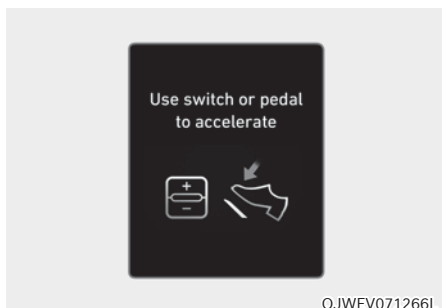 Use switch or pedal
to accelerate
+
−
OJWEV071266L